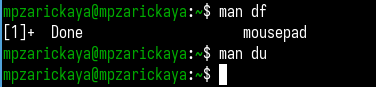 mpzarickaya@mpzarickaya:~$ man df
[1]+  Done                    mousepad
mpzarickaya@mpzarickaya:~$ man du
mpzarickaya@mpzarickaya:~$